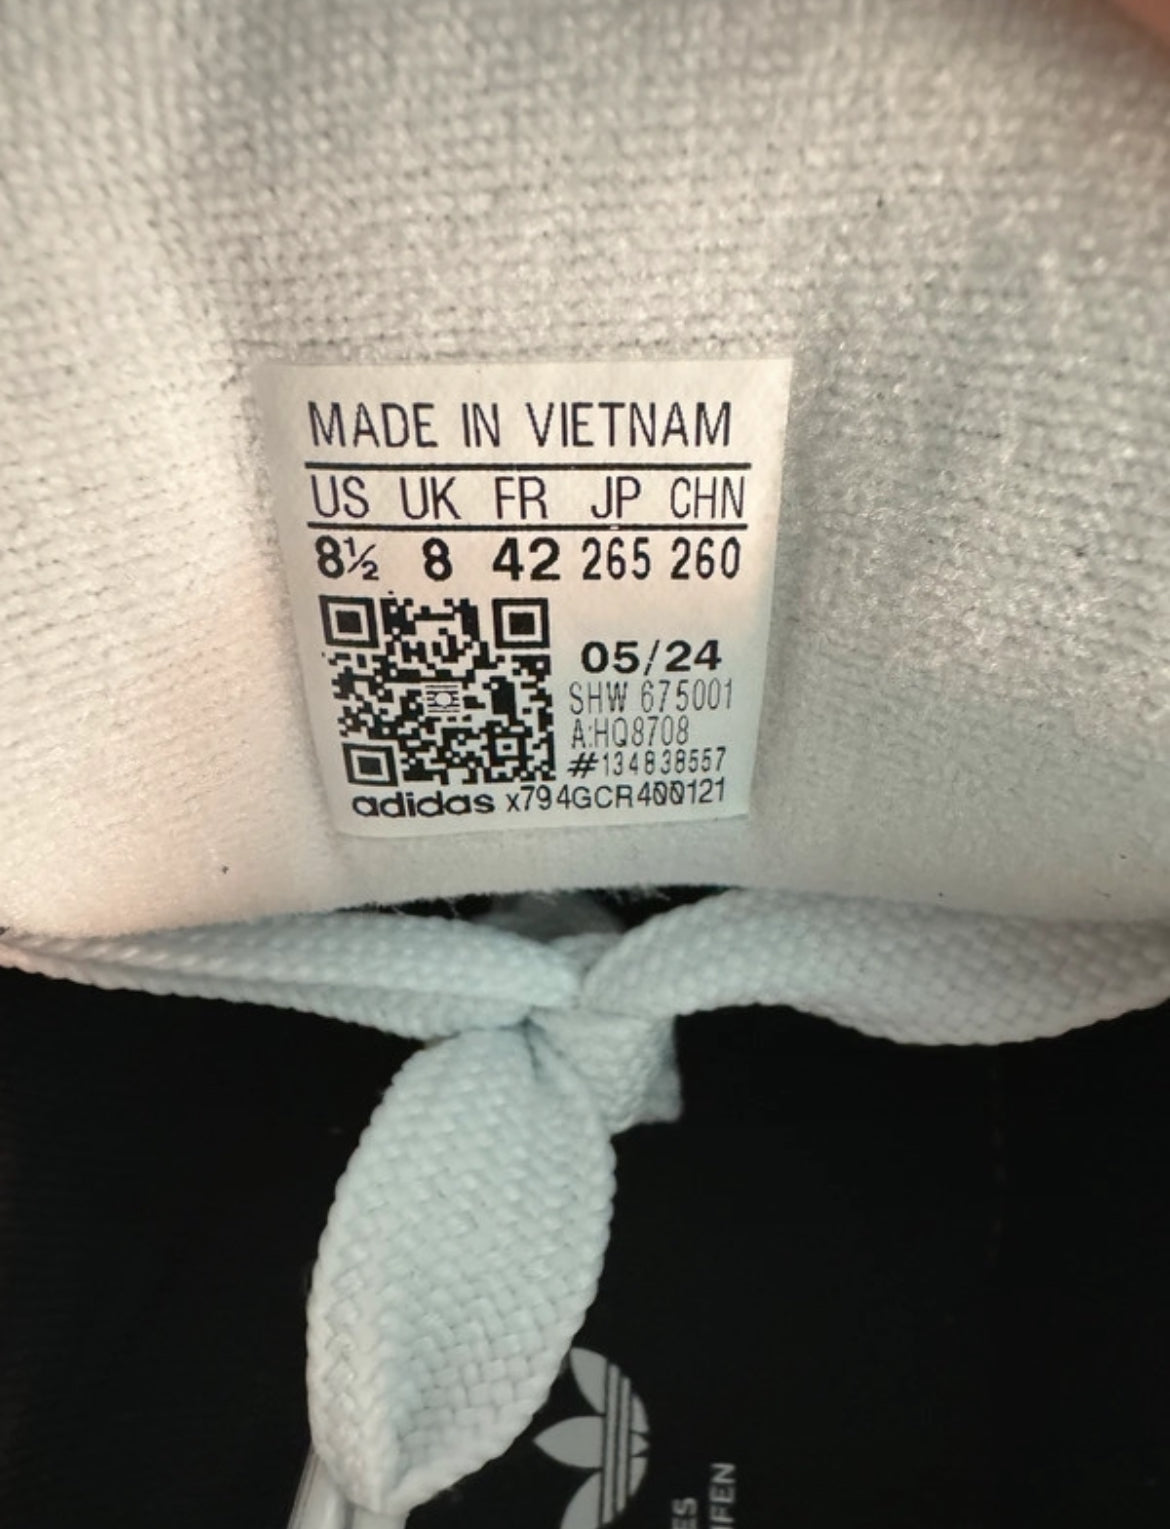 MADE IN VIETNAM
US UK FR JP CHN
8½ 8 42 265 260
05/24
SHW 675001
A:HQ8708
#134838557
adidas x794GCR400121